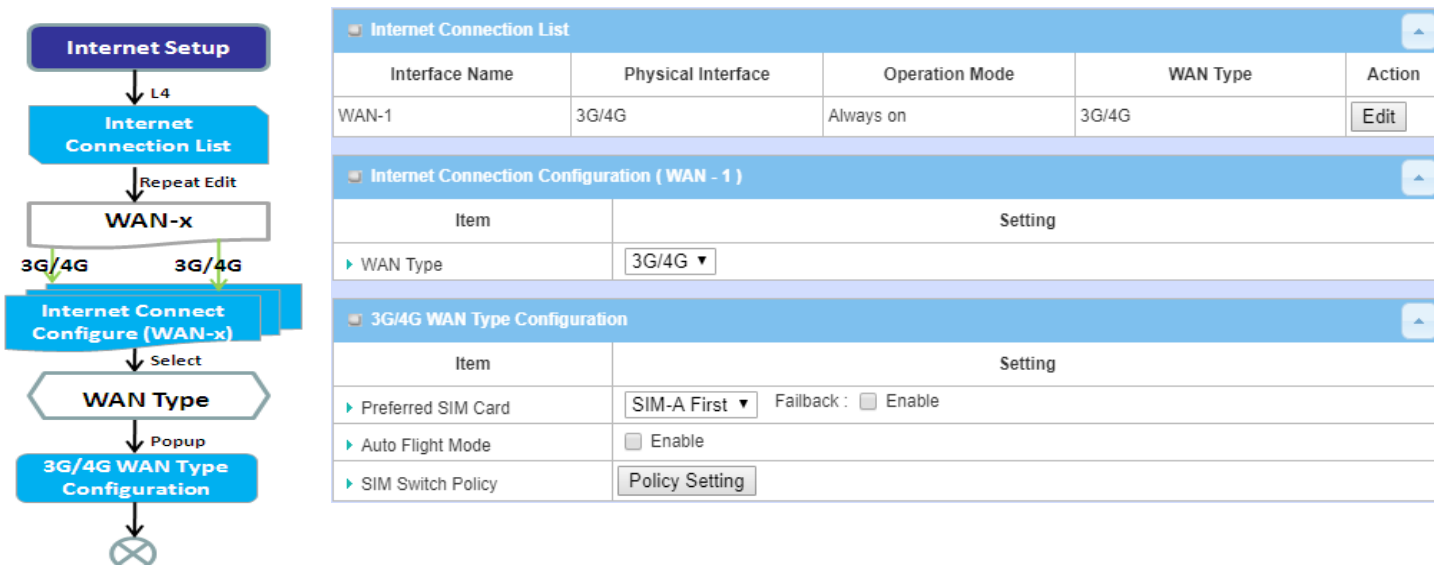 Internet Setup
L4
Internet
Connection List
Repeat Edit
WAN-x
3G/4G 3G/4G
Internet Connect
Configure (WAN-x)
Select
WAN Type
Popup
3G/4G WAN Type
Configuration
Internet Connection List
Interface Name Physical Interface Operation Mode WAN Type Action
WAN-1 3G/4G Always on 3G/4G Edit
Internet Connection Configuration ( WAN - 1 )
Item Setting
WAN Type 3G/4G
3G/4G WAN Type Configuration
Item Setting
Preferred SIM Card SIM-A First Failback : Enable
Auto Flight Mode Enable
SIM Switch Policy Policy Setting